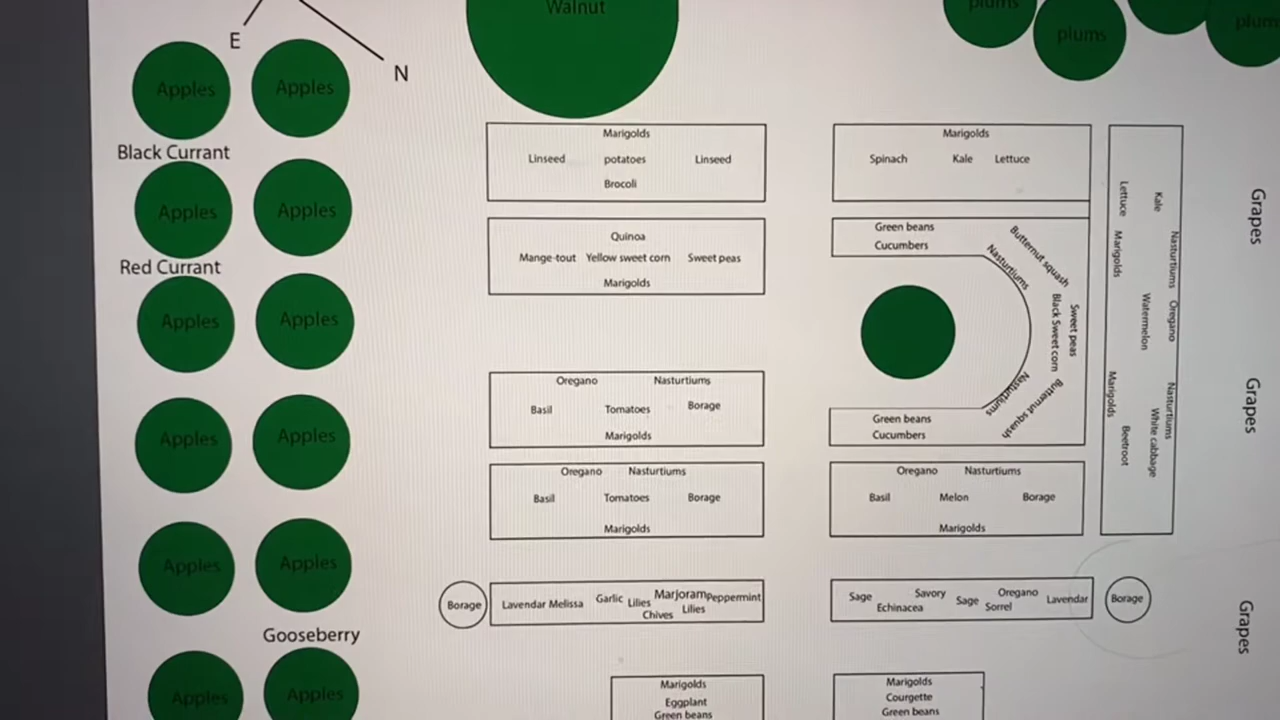 Walnut
plums
plums
plum
E
N
Apples
Apples
Black Currant
Apples
Apples
Red Currant
Apples
Apples
Apples
Apples
Apples
Apples
Gooseberry
Apples
Apples
Marigolds
Linseed potatoes Linseed
Brocoli
Quinoa
Mange-tout Yellow sweet corn Sweet peas
Marigolds
Oregano Nasturtiums
Basil Tomatoes Borage
Marigolds
Oregano Nasturtiums
Basil Tomatoes Borage
Marigolds
Borage
Lavendar Melissa Garlic Lilies Marjoram Peppermint
Chives Lilies
Marigolds
Eggplant
Green beans
Marigolds
Spinach Kale Lettuce
Green beans
Cucumbers
Butternut squash
Nasturtiums
Sweet peas
Black Sweet corn
Butternut squash
Nasturtiums
Green beans
Cucumbers
Oregano Nasturtiums
Basil Melon Borage
Marigolds
Sage Savory Sage Oregano Lavendar
Echinacea Sorrel
Borage
Marigolds
Courgette
Green beans
Nasturtiums Oregano Nasturtiums
Kale Watermelon White cabbage
Lettuce Marigolds Marigolds Beetroot
Grapes
Grapes
Grapes